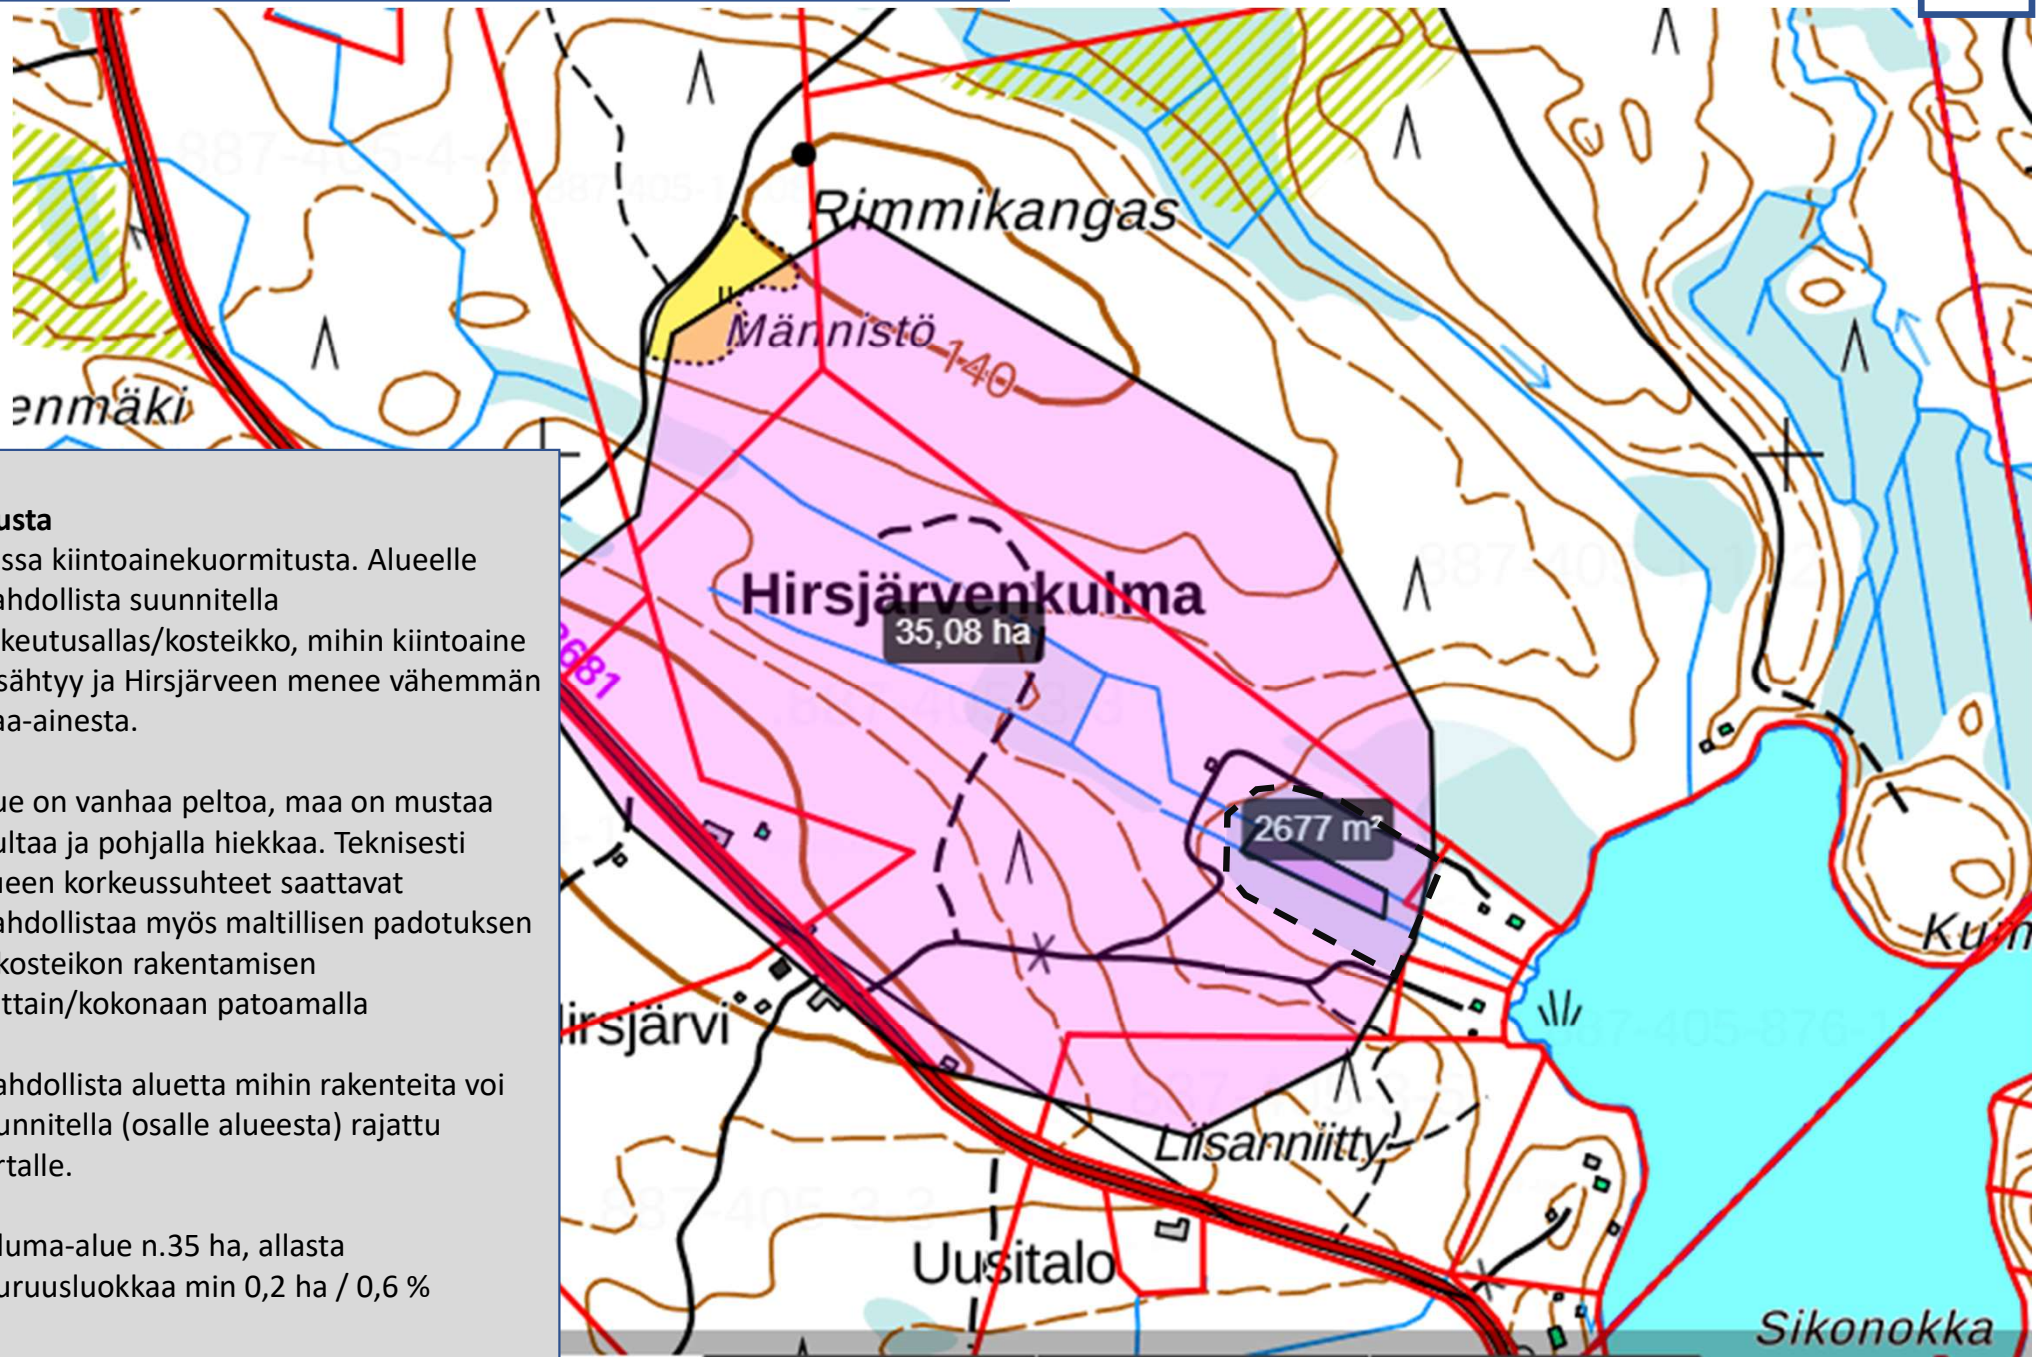 Rimmikangas
Männistö
140
enmäki
Hirsjärvenkulma
35,08 ha
681
2677 m²
irsjärvi
Liisanniitty
Uusitalo
Sikonokka
usta
ssa kiintoainekuormitusta. Alueelle
ahdollista suunnitella
keutusallas/kosteikko, mihin kiintoaine
sähtyy ja Hirsjärveen menee vähemmän
aa-ainesta.
ue on vanhaa peltoa, maa on mustaa
ultaa ja pohjalla hiekkaa. Teknisesti
ueen korkeussuhteet saattavat
ahdollistaa myös maltillisen padotuksen
kosteikon rakentamisen
ttain/kokonaan patoamalla
ahdollista aluetta mihin rakenteita voi
unnitella (osalle alueesta) rajattu
rtalle.
luma-alue n.35 ha, allasta
uruusluokkaa min 0,2 ha / 0,6 %